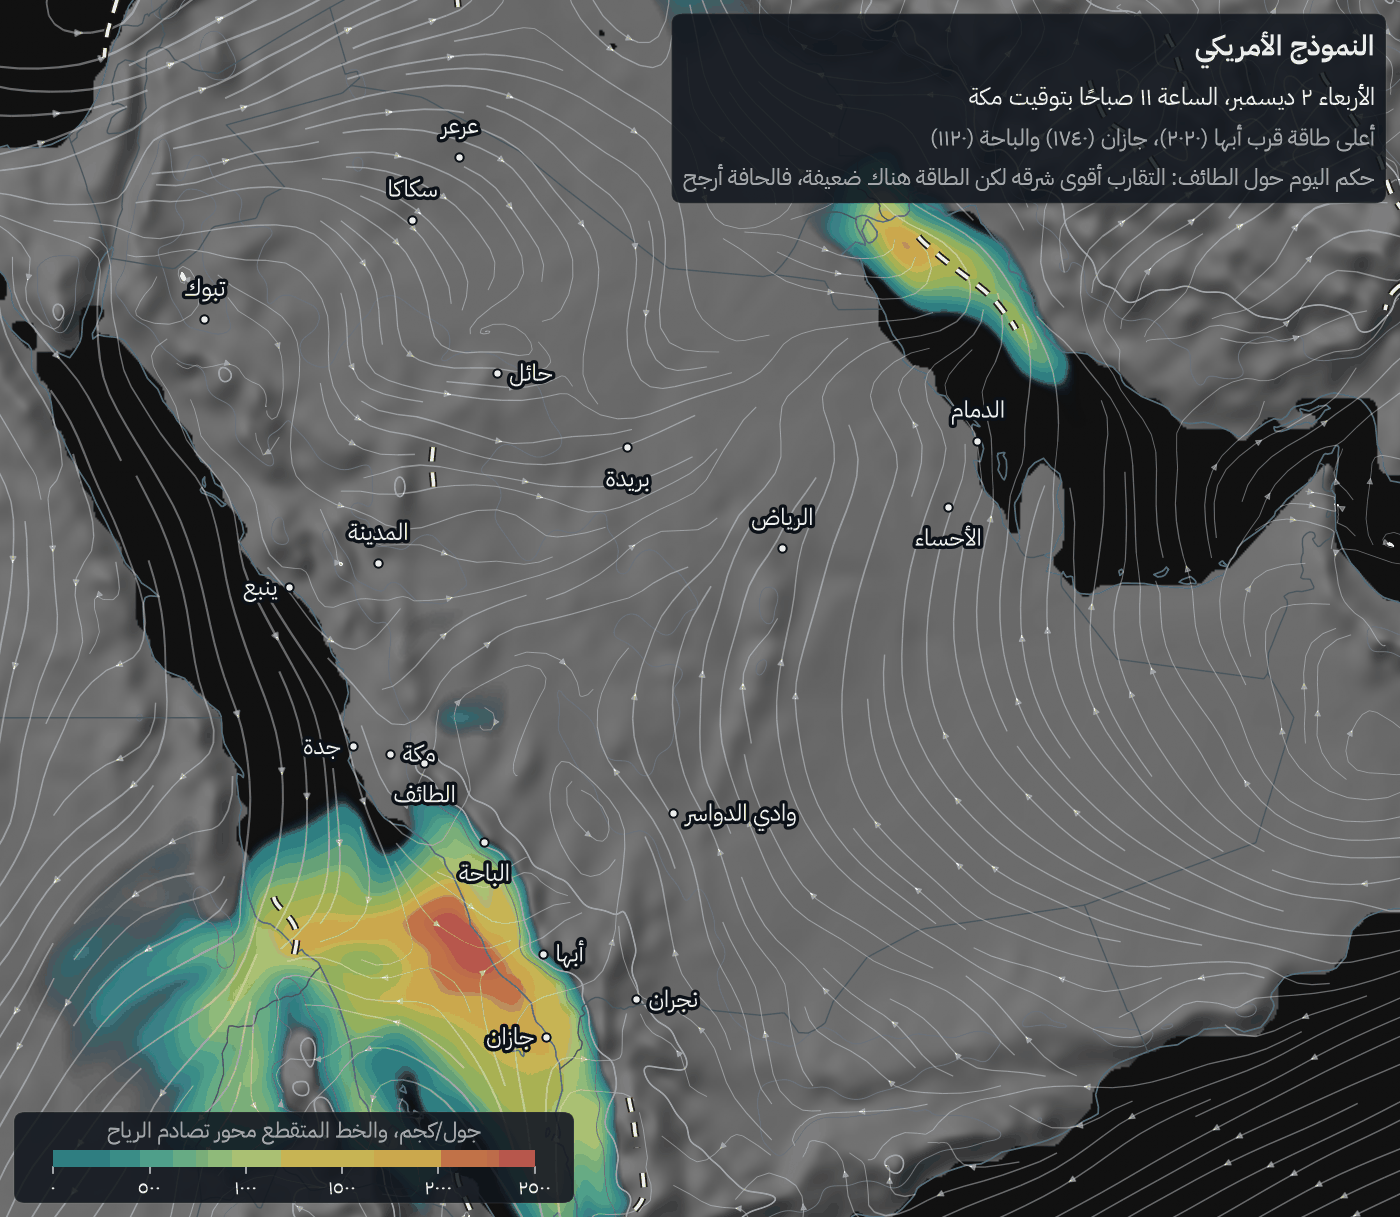 النموذج الأمريكي
الأربعاء ٢ ديسمبر، الساعة ١١ صباحًا بتوقيت مكة
أعلى طاقة قرب أبها (٢٠٢٠)، جازان (١٧٤٠) والباحة (١١٢٠)
حكم اليوم حول الطائف: التقارب أقوى شرقه لكن الطاقة هناك ضعيفة، فالحافة أرجح
عرعر
سكاكا
تبوك
حائل
الدمام
بريدة
الرياض
المدينة
الأحساء
ينبع
جدة
مكة
الطائف
وادي الدواسر
الباحة
أبها
نجران
جازان
جول/كجم، والخط المتقطع محور تصادم الرياح
٠ ٥٠٠ ١٠٠٠ ١٥٠٠ ٢٠٠٠ ٢٥٠٠